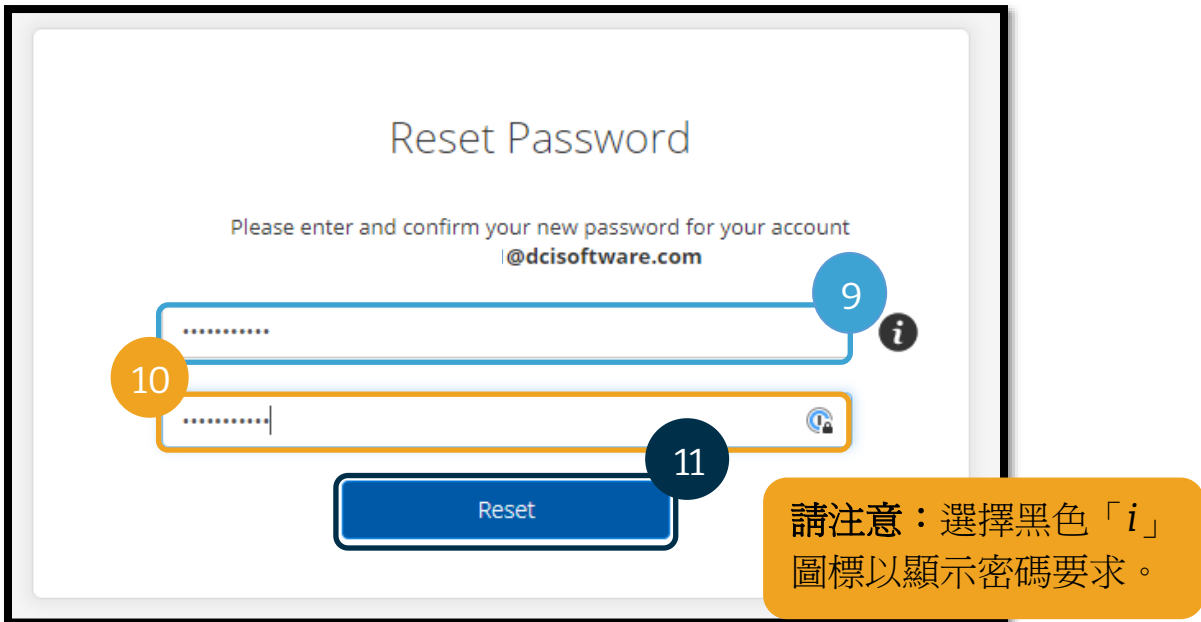 Reset Password
Please enter and confirm your new password for your account
@dcisoftware.com
9
•••••••••••
i
10
•••••••••••
11
Reset
請注意：選擇黑色「i」
圖標以顯示密碼要求。